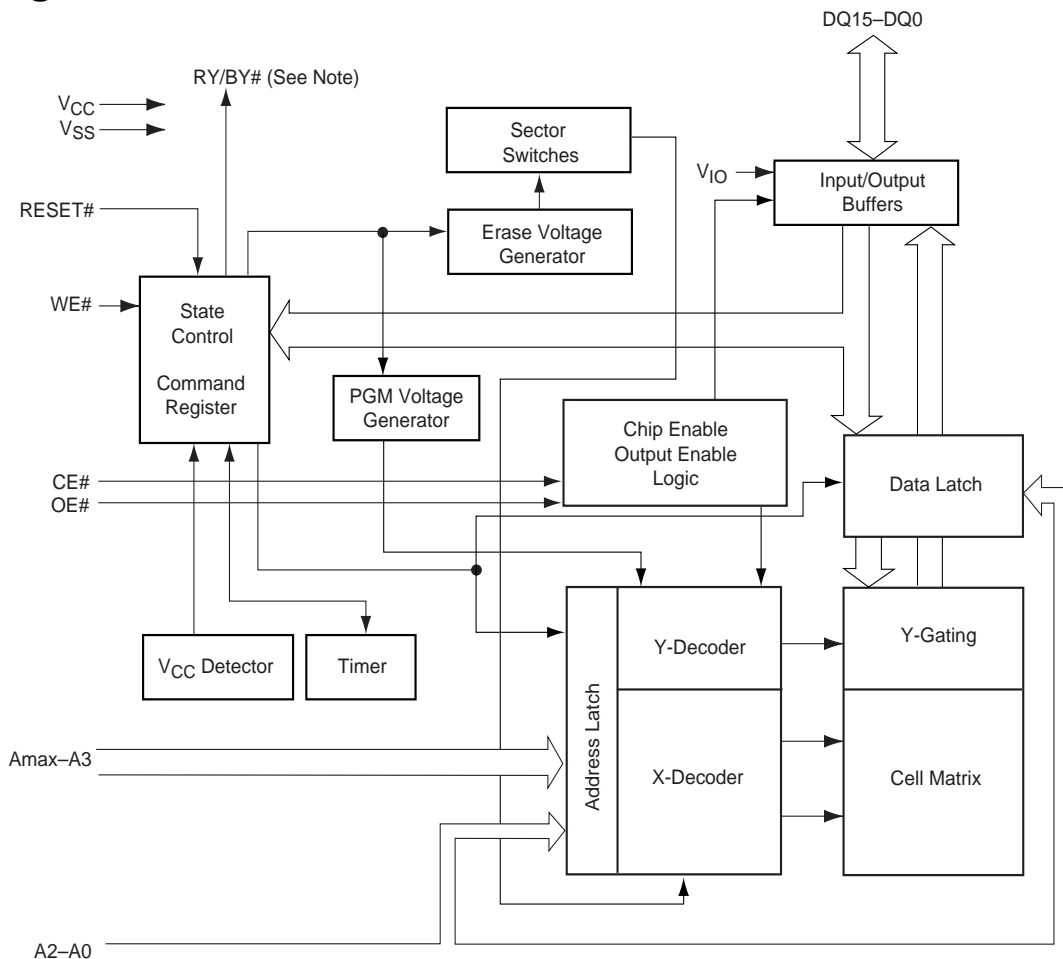 DQ15–DQ0
RY/BY# (See Note)
VCC
VSS
Sector
Switches
VIO
Input/Output
Buffers
RESET#
Erase Voltage
Generator
WE#
State
Control
Command
Register
PGM Voltage
Generator
Chip Enable
Output Enable
Logic
CE#
OE#
Data Latch
Address Latch
Y-Decoder
Y-Gating
VCC Detector
Timer
Amax–A3
X-Decoder
Cell Matrix
A2–A0